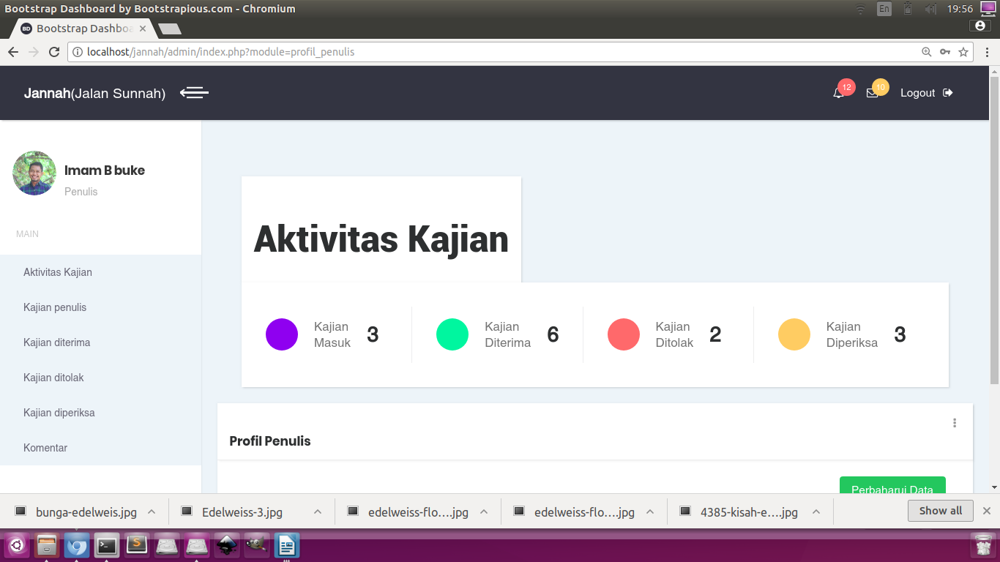 Bootstrap Dashboard by Bootstrapious.com - Chromium
En
19:56
BD
Bootstrap Dashboa
localhost/jannah/admin/index.php?module=profil_penulis
Jannah(Jalan Sunnah)
12
10
Logout
Imam B buke
Penulis
MAIN
Aktivitas Kajian
Kajian penulis
Kajian diterima
Kajian ditolak
Kajian diperiksa
Komentar
Aktivitas Kajian
Kajian
Masuk
3
Kajian
Diterima
6
Kajian
Ditolak
2
Kajian
Diperiksa
3
Profil Penulis
Perbaharui Data
bunga-edelweis.jpg
Edelweiss-3.jpg
edelweiss-flo....jpg
edelweiss-flo....jpg
4385-kisah-e....jpg
Show all